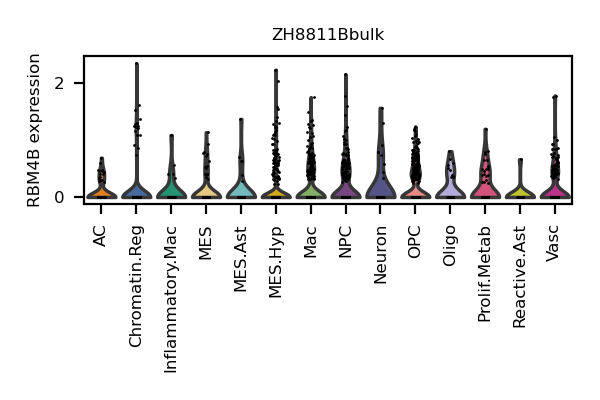 ZH8811Bbulk
RBM4B expression
2
0
AC
Chromatin.Reg
Inflammatory.Mac
MES
MES.Ast
MES.Hyp
Mac
NPC
Neuron
OPC
Oligo
Prolif.Metab
Reactive.Ast
Vasc